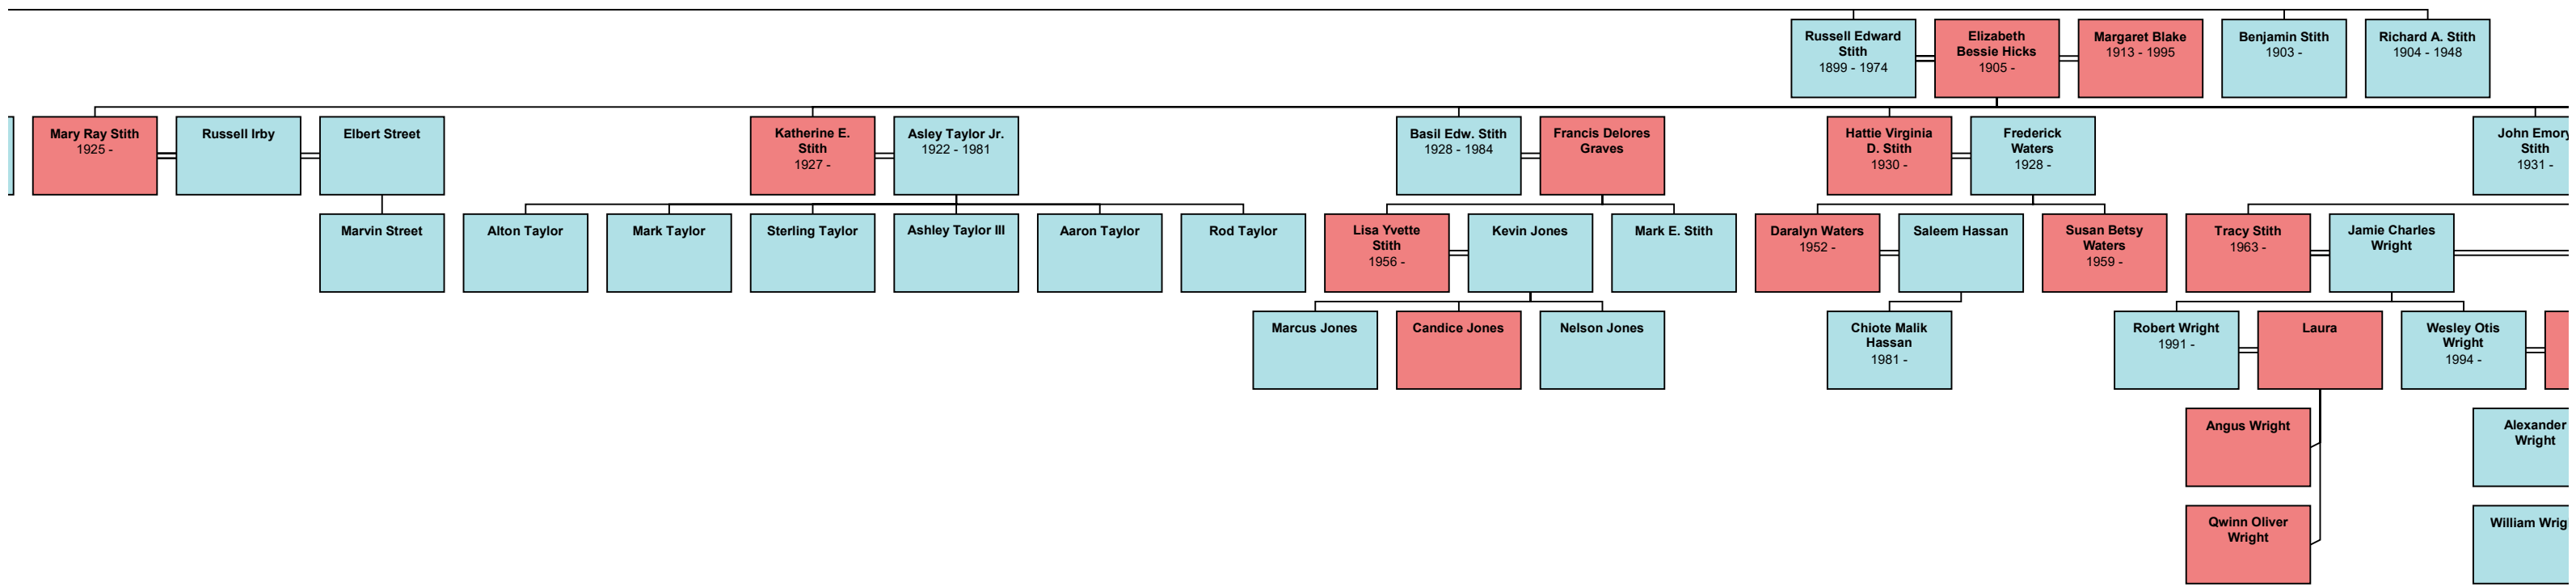 Russell Edward
Stith
1899 - 1974
Elizabeth
Bessie Hicks
1905 -
Margaret Blake
1913 - 1995
Benjamin Stith
1903 -
Richard A. Stith
1904 - 1948
Mary Ray Stith
1925 -
Russell Irby
Elbert Street
Katherine E.
Stith
1927 -
Asley Taylor Jr.
1922 - 1981
Basil Edw. Stith
1928 - 1984
Francis Delores
Graves
Hattie Virginia
D. Stith
1930 -
Frederick
Waters
1928 -
John Emory
Stith
1931 -
Marvin Street
Alton Taylor
Mark Taylor
Sterling Taylor
Ashley Taylor III
Aaron Taylor
Rod Taylor
Lisa Yvette
Stith
1956 -
Kevin Jones
Mark E. Stith
Daralyn Waters
1952 -
Saleem Hassan
Susan Betsy
Waters
1959 -
Tracy Stith
1963 -
Jamie Charles
Wright
Marcus Jones
Candice Jones
Nelson Jones
Chiote Malik
Hassan
1981 -
Robert Wright
1991 -
Laura
Wesley Otis
Wright
1994 -
Angus Wright
Alexander
Wright
Qwinn Oliver
Wright
William Wrig